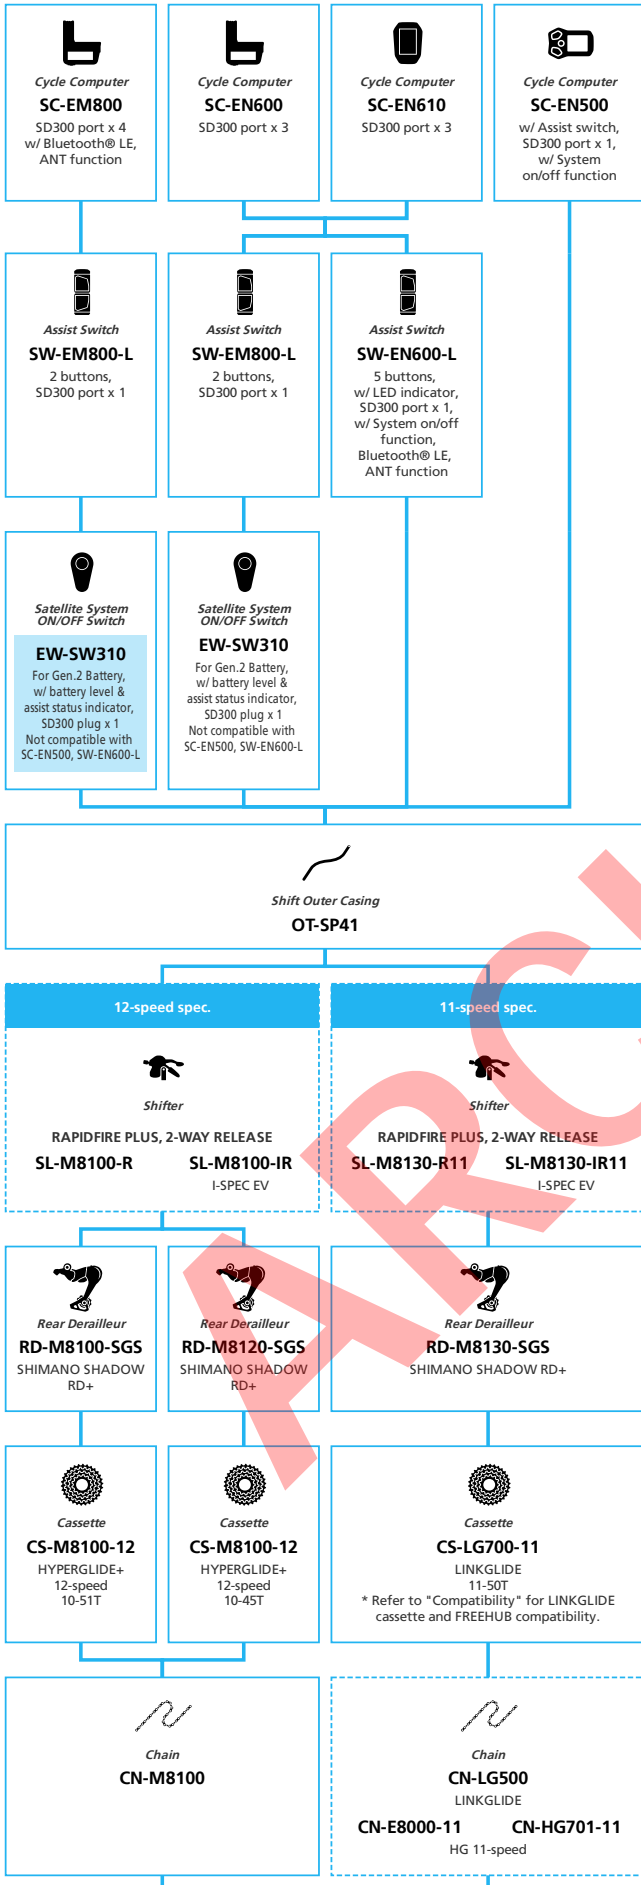 Cycle Computer
SC-EM800
SD300 port x 4
w/ Bluetooth® LE,
ANT function
Cycle Computer
SC-EN600
SD300 port x 3
Cycle Computer
SC-EN610
SD300 port x 3
Cycle Computer
SC-EN500
w/ Assist switch,
SD300 port x 1,
w/ System
on/off function
Assist Switch
SW-EM800-L
2 buttons,
SD300 port x 1
Assist Switch
SW-EM800-L
2 buttons,
SD300 port x 1
Assist Switch
SW-EN600-L
5 buttons,
w/ LED indicator,
SD300 port x 1,
w/ System on/off
function,
Bluetooth® LE,
ANT function
Satellite System
ON/OFF Switch
EW-SW310
For Gen.2 Battery,
w/ battery level &
assist status indicator,
SD300 plug x 1
Not compatible with
SC-EN500, SW-EN600-L
Satellite System
ON/OFF Switch
EW-SW310
For Gen.2 Battery,
w/ battery level &
assist status indicator,
SD300 plug x 1
Not compatible with
SC-EN500, SW-EN600-L
Shift Outer Casing
OT-SP41
12-speed spec.
Shifter
RAPIDFIRE PLUS, 2-WAY RELEASE
SL-M8100-R SL-M8100-IR
I-SPEC EV
11-speed spec.
Shifter
RAPIDFIRE PLUS, 2-WAY RELEASE
SL-M8130-R11 SL-M8130-IR11
I-SPEC EV
Rear Derailleur
RD-M8100-SGS
SHIMANO SHADOW
RD+
Rear Derailleur
RD-M8120-SGS
SHIMANO SHADOW
RD+
Rear Derailleur
RD-M8130-SGS
SHIMANO SHADOW RD+
Cassette
CS-M8100-12
HYPERGLIDE+
12-speed
10-51T
Cassette
CS-M8100-12
HYPERGLIDE+
12-speed
10-45T
Cassette
CS-LG700-11
LINKGLIDE
11-50T
* Refer to "Compatibility" for LINKGLIDE
cassette and FREEHUB compatibility.
Chain
CN-M8100
Chain
CN-LG500
LINKGLIDE
CN-E8000-11 CN-HG701-11
HG 11-speed
ARC